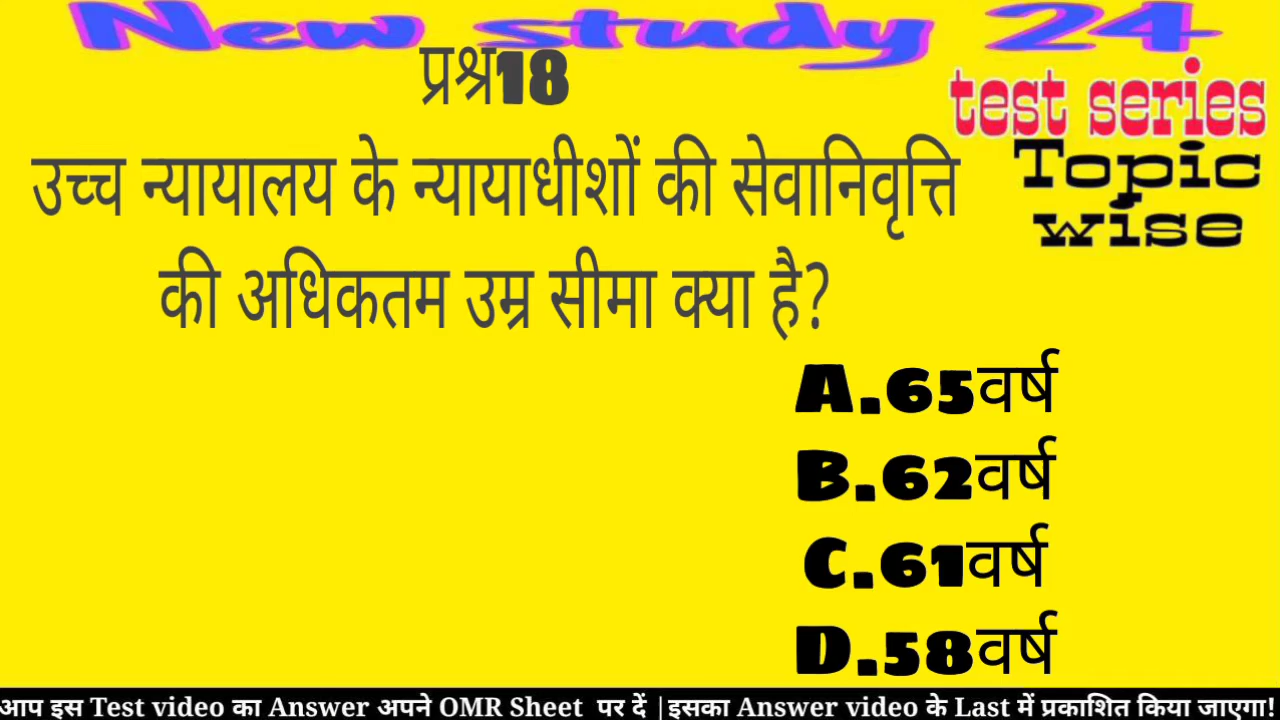 New study 24
प्रश्न18
test series
Topic
wise
उच्च न्यायालय के न्यायाधीशों की सेवानिवृत्ति
की अधिकतम उम्र सीमा क्या है?
A.65वर्ष
B.62वर्ष
C.61वर्ष
D.58वर्ष
आप इस Test video का Answer अपने OMR Sheet पर दें |इसका Answer video के Last में प्रकाशित किया जाएगा!